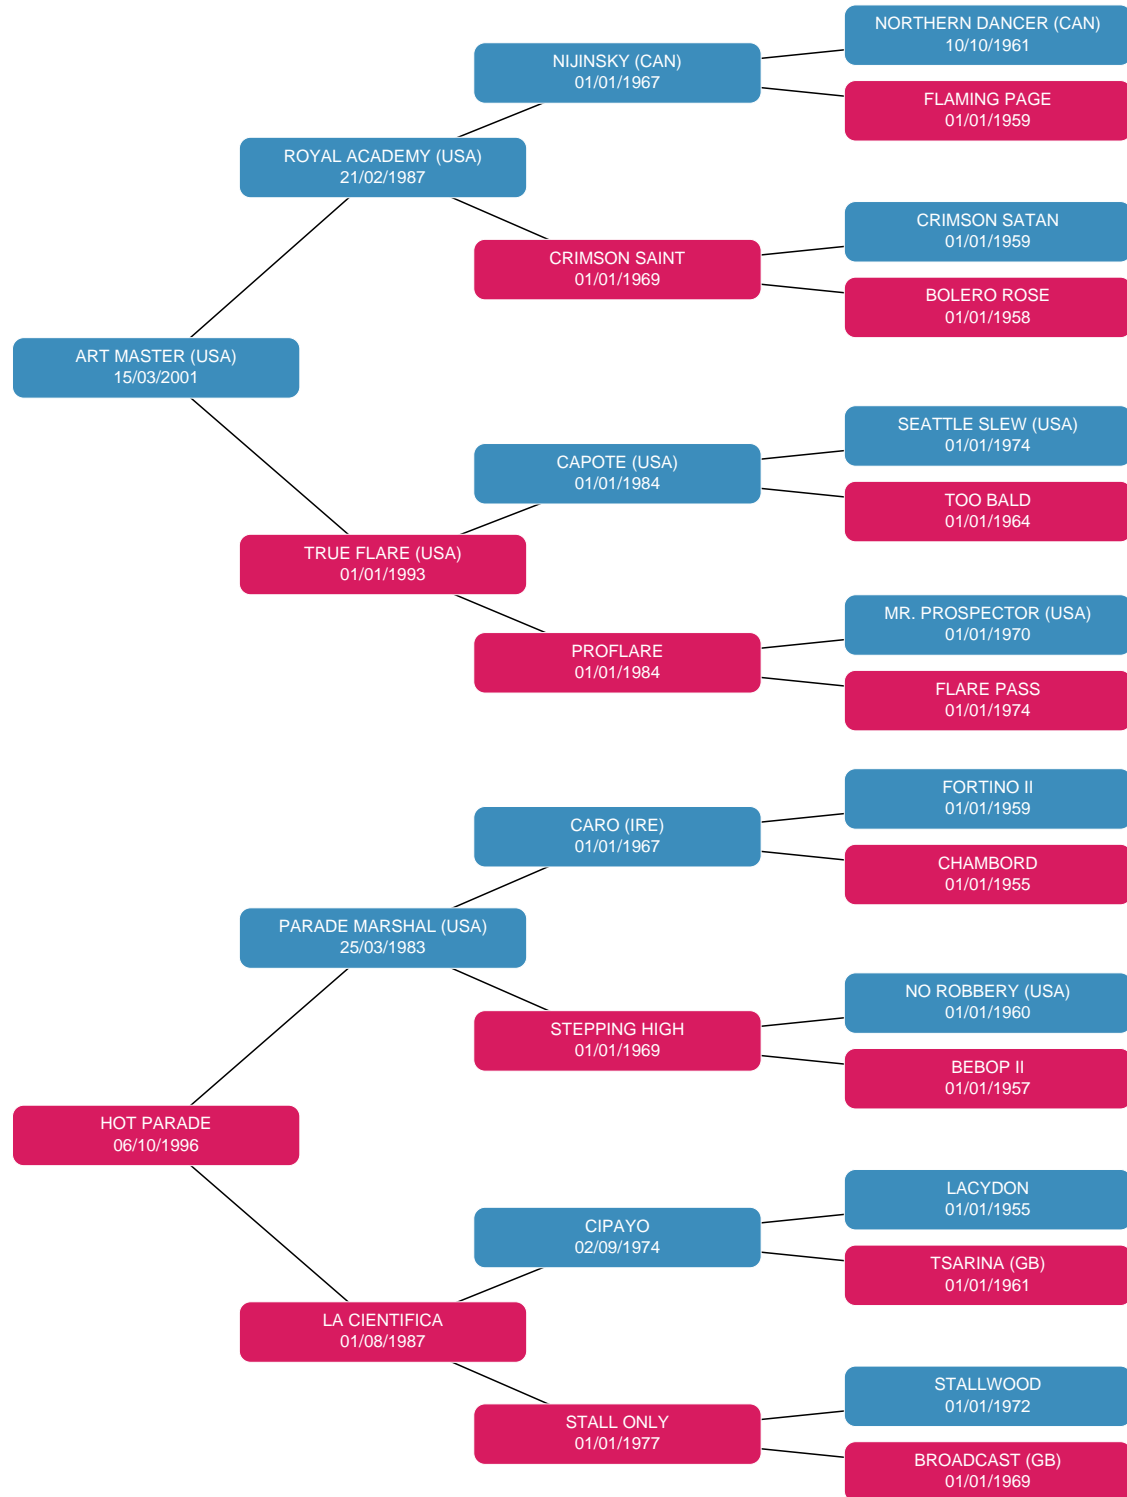 NORTHERN DANCER (CAN)
10/10/1961
NIJINSKY (CAN)
01/01/1967
FLAMING PAGE
01/01/1959
ROYAL ACADEMY (USA)
21/02/1987
CRIMSON SATAN
01/01/1959
CRIMSON SAINT
01/01/1969
BOLERO ROSE
01/01/1958
ART MASTER (USA)
15/03/2001
SEATTLE SLEW (USA)
01/01/1974
CAPOTE (USA)
01/01/1984
TOO BALD
01/01/1964
TRUE FLARE (USA)
01/01/1993
MR. PROSPECTOR (USA)
01/01/1970
PROFLARE
01/01/1984
FLARE PASS
01/01/1974
FORTINO II
01/01/1959
CARO (IRE)
01/01/1967
CHAMBORD
01/01/1955
PARADE MARSHAL (USA)
25/03/1983
NO ROBBERY (USA)
01/01/1960
STEPPING HIGH
01/01/1969
BEBOP II
01/01/1957
HOT PARADE
06/10/1996
LACYDON
01/01/1955
CIPAYO
02/09/1974
TSARINA (GB)
01/01/1961
LA CIENTIFICA
01/08/1987
STALLWOOD
01/01/1972
STALL ONLY
01/01/1977
BROADCAST (GB)
01/01/1969